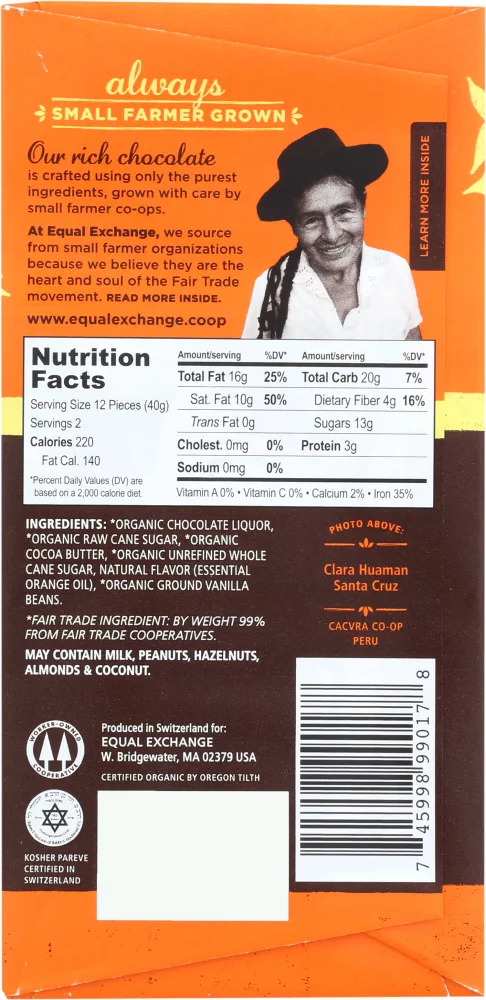 always
SMALL FARMER GROWN
Our rich chocolate
is crafted using only the purest
ingredients, grown with care by
small farmer co-ops.
At Equal Exchange, we source
from small farmer organizations
because we believe they are the
heart and soul of the Fair Trade
movement. READ MORE INSIDE.
www.equalexchange.coop
LEARN MORE INSIDE
Nutrition
Facts
Serving Size 12 Pieces (40g)
Servings 2
Calories 220
Fat Cal. 140
*Percent Daily Values (DV) are
based on a 2,000 calorie diet.
Amount/serving %DV* Amount/serving %DV*
Total Fat 16g 25% Total Carb 20g 7%
Sat. Fat 10g 50% Dietary Fiber 4g 16%
Trans Fat 0g Sugars 13g
Cholest. 0mg 0% Protein 3g
Sodium 0mg 0%
Vitamin A 0% • Vitamin C 0% • Calcium 2% • Iron 35%
INGREDIENTS: *ORGANIC CHOCOLATE LIQUOR,
*ORGANIC RAW CANE SUGAR, *ORGANIC
COCOA BUTTER, *ORGANIC UNREFINED WHOLE
CANE SUGAR, NATURAL FLAVOR (ESSENTIAL
ORANGE OIL), *ORGANIC GROUND VANILLA
BEANS.
*FAIR TRADE INGREDIENT: BY WEIGHT 99%
FROM FAIR TRADE COOPERATIVES.
MAY CONTAIN MILK, PEANUTS, HAZELNUTS,
ALMONDS & COCONUT.
PHOTO ABOVE:
Clara Huaman
Santa Cruz
CACVRA CO-OP
PERU
WORKER-OWNED
COOPERATIVE
Produced in Switzerland for:
EQUAL EXCHANGE
W. Bridgewater, MA 02379 USA
CERTIFIED ORGANIC BY OREGON TILTH
KOSHER PAREVE
CERTIFIED IN
SWITZERLAND
7 45998 99017 8